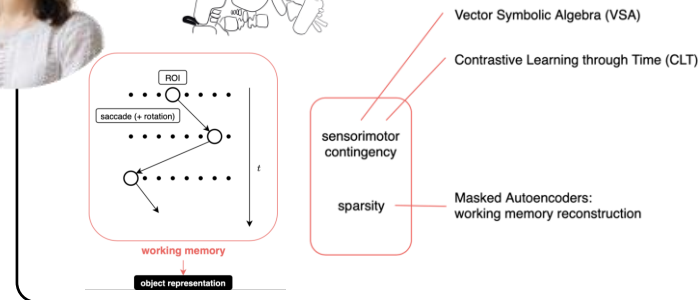 Vector Symbolic Algebra (VSA)
Contrastive Learning through Time (CLT)
ROI
saccade (+ rotation)
t
sensorimotor
contingency
sparsity
Masked Autoencoders:
working memory reconstruction
working memory
object representation